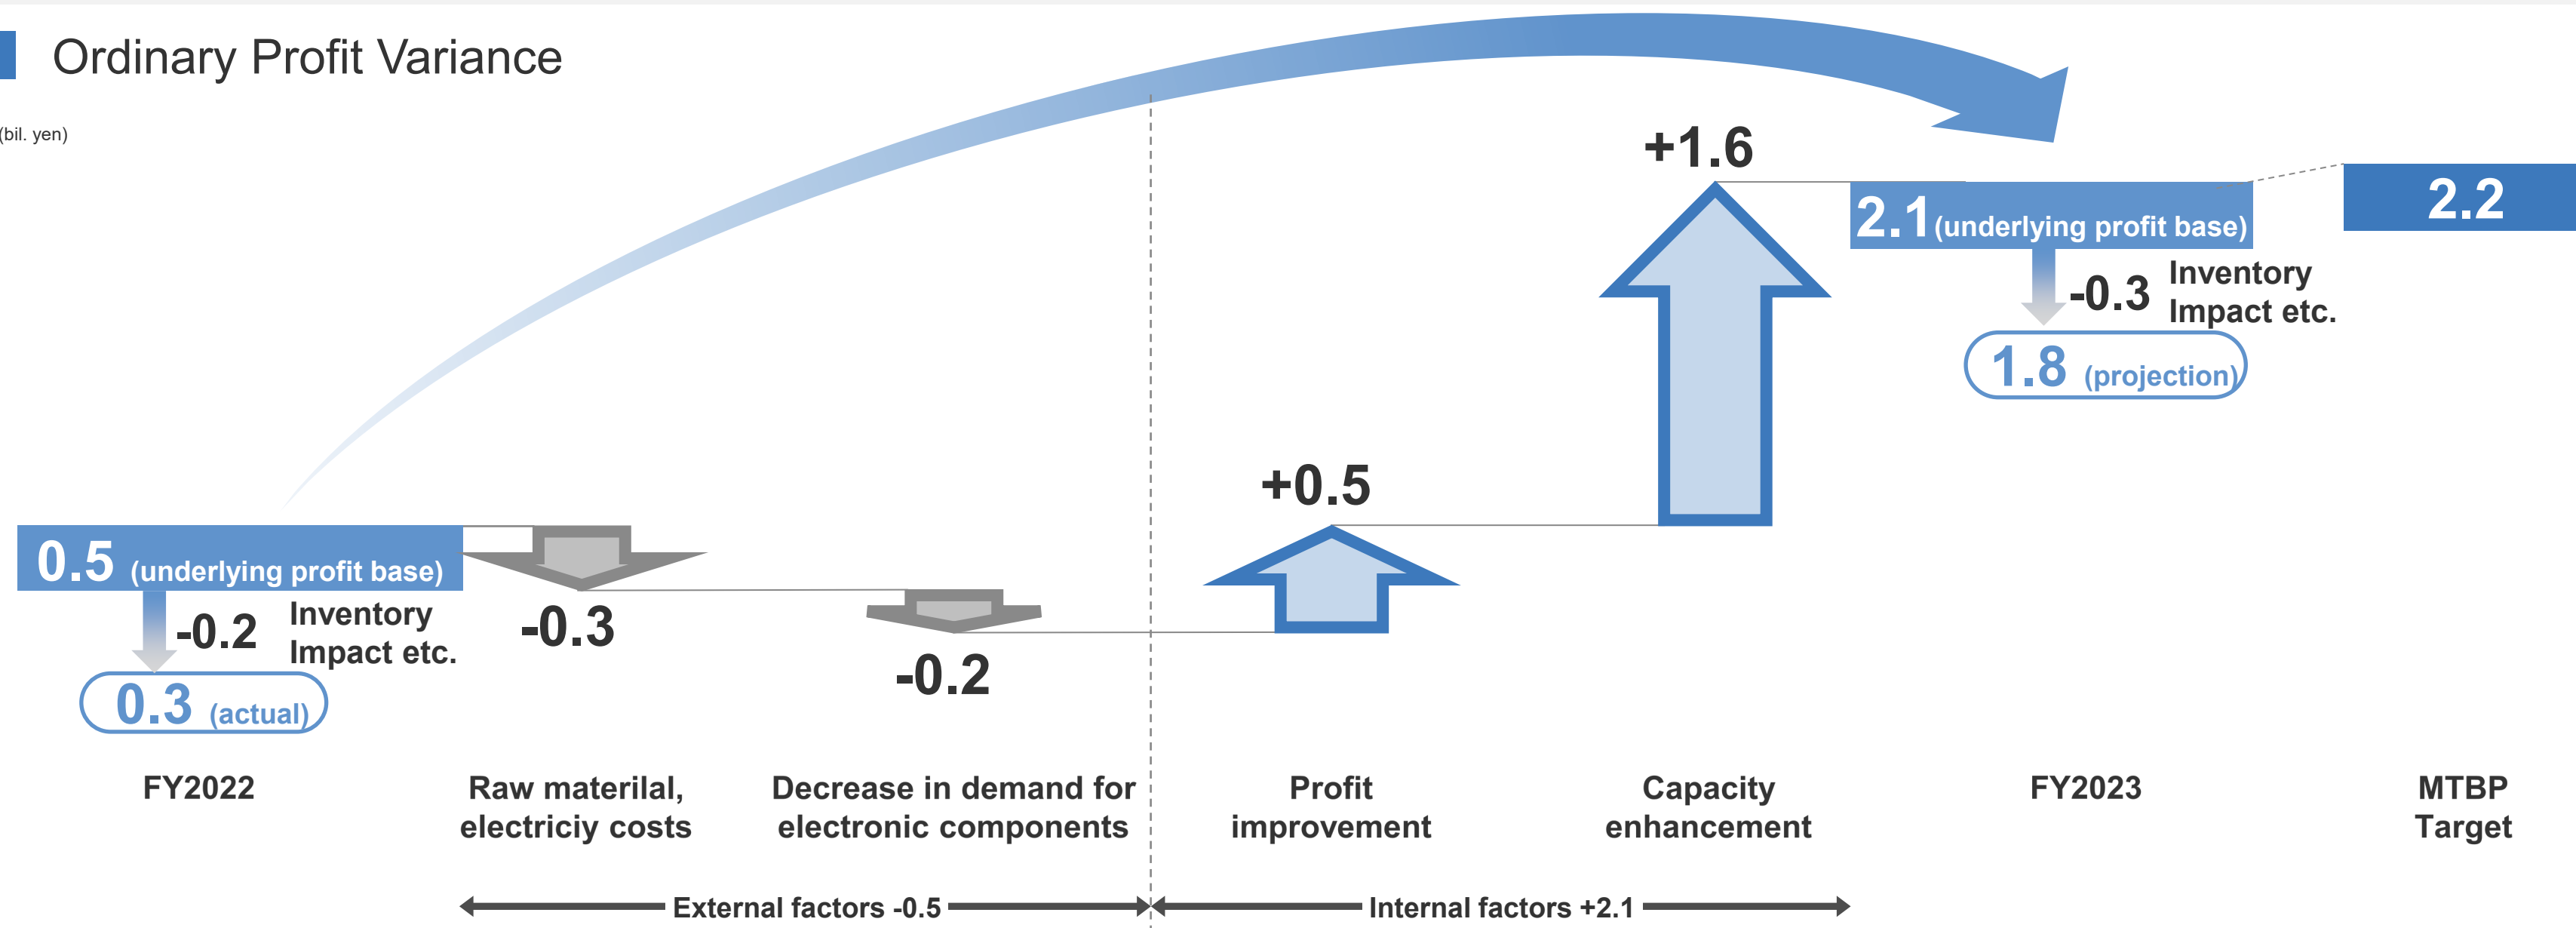 Ordinary Profit Variance
(bil. yen)
+1.6
2.1 (underlying profit base)
2.2
-0.3
Inventory
Impact etc.
1.8 (projection)
+0.5
0.5 (underlying profit base)
-0.2
Inventory
Impact etc.
0.3 (actual)
-0.3
-0.2
FY2022
Raw materilal,
electriciy costs
Decrease in demand for
electronic components
Profit
improvement
Capacity
enhancement
FY2023
MTBP
Target
External factors -0.5
Internal factors +2.1